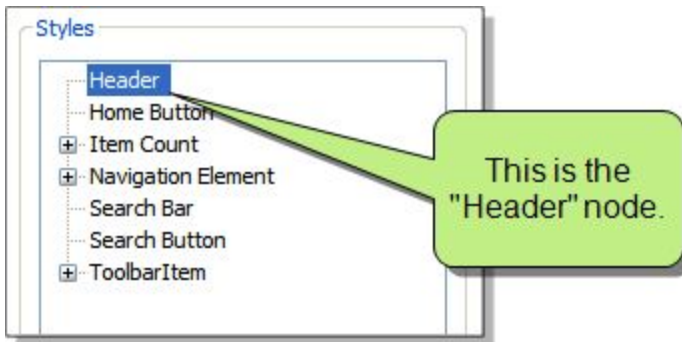 Styles
Header
Home Button
Item Count
Navigation Element
Search Bar
Search Button
ToolbarItem
This is the
"Header" node.